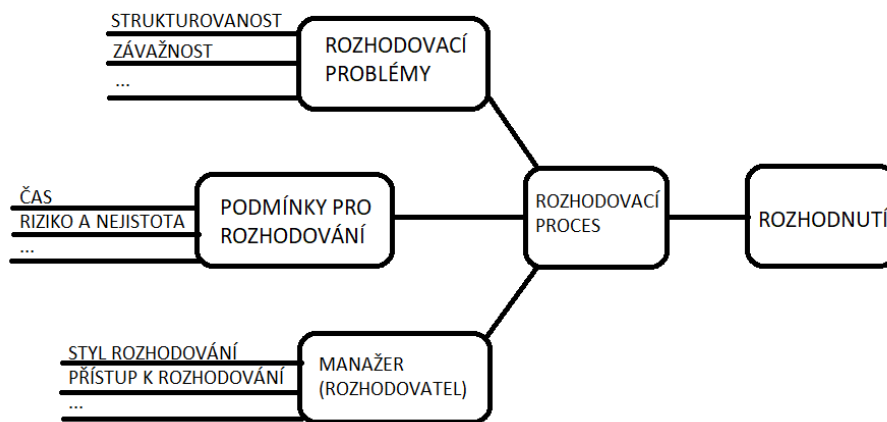 STRUKTUROVANOST
ZÁVAŽNOST
...
ROZHODOVACÍ
PROBLÉMY
ČAS
RIZIKO A NEJISTOTA
...
PODMÍNKY PRO
ROZHODOVÁNÍ
STYL ROZHODOVÁNÍ
PŘÍSTUP K ROZHODOVÁNÍ
...
MANAŽER
(ROZHODOVATEL)
ROZHODOVACÍ
PROCES
ROZHODNUTÍ